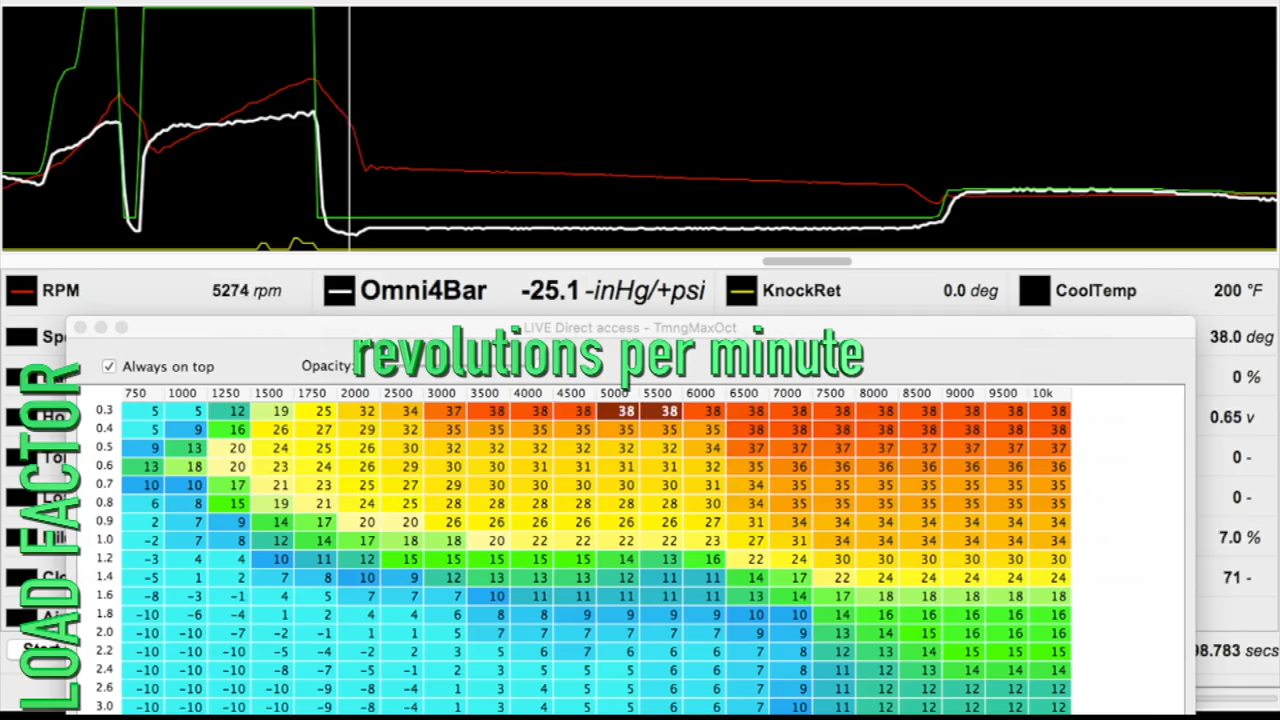 RPM 5274 rpm Omni4Bar -25.1 -inHg/+psi KnockRet 0.0 deg CoolTemp 200 °F
LIVE Direct access - TmngMaxOct
38.0 deg
Always on top Opacity:
revolutions per minute
0 %
0.65 v
0 -
0 -
7.0 %
71 -
98.783 secs
LOAD FACTOR
750 1000 1250 1500 1750 2000 2500 3000 3500 4000 4500 5000 5500 6000 6500 7000 7500 8000 9000 9500 10k
0.3 5 5 12 19 25 32 34 37 38 38 38 38 38 38 38 38 38 38 38 38 38 38
0.4 5 9 16 26 27 29 32 35 35 35 35 35 35 35 38 38 38 38 38 38 38 38
0.5 9 13 20 24 25 26 30 32 32 32 32 32 32 34 37 37 37 37 37 37 37 37
0.6 13 18 20 23 24 26 29 30 30 31 31 31 31 32 35 36 36 36 36 36 36 36
0.7 10 10 17 21 23 25 27 29 30 30 30 30 30 31 34 35 35 35 35 35 35 35
0.8 6 8 15 19 21 24 25 28 28 28 28 28 28 30 34 35 35 35 35 35 35 35
0.9 2 7 9 14 17 20 20 26 26 26 26 26 26 27 31 34 34 34 34 34 34 34
1.0 -2 7 8 12 14 17 18 18 20 22 22 22 22 23 27 31 34 34 34 34 34 34
1.2 -3 4 4 10 11 12 15 15 15 15 15 14 13 16 22 24 30 30 30 30 30 30
1.4 -5 1 2 7 8 10 9 12 13 13 13 12 11 11 14 17 22 24 24 24 24 24
1.6 -8 -3 -1 4 5 7 7 7 10 11 11 11 11 11 13 14 17 18 18 18 18 18
1.8 -10 -6 -4 1 2 4 4 6 8 8 9 9 9 9 10 10 14 16 16 16 16 16
2.0 -10 -10 -7 -2 -1 1 1 5 7 7 7 7 7 7 9 9 13 14 15 16 16 16
2.2 -10 -10 -10 -5 -4 -2 2 3 5 6 7 6 6 6 7 8 12 13 14 15 15 15
2.4 -10 -10 -10 -8 -7 -5 -1 2 3 5 5 5 6 6 7 8 11 12 13 14 14 14
2.6 -10 -10 -10 -9 -8 -4 1 3 4 5 5 6 6 7 9 11 12 12 12 12 12
3.0 -10 -10 -10 -10 -9 -8 -4 1 3 4 5 5 6 6 7 10 11 12 12 12 12 12